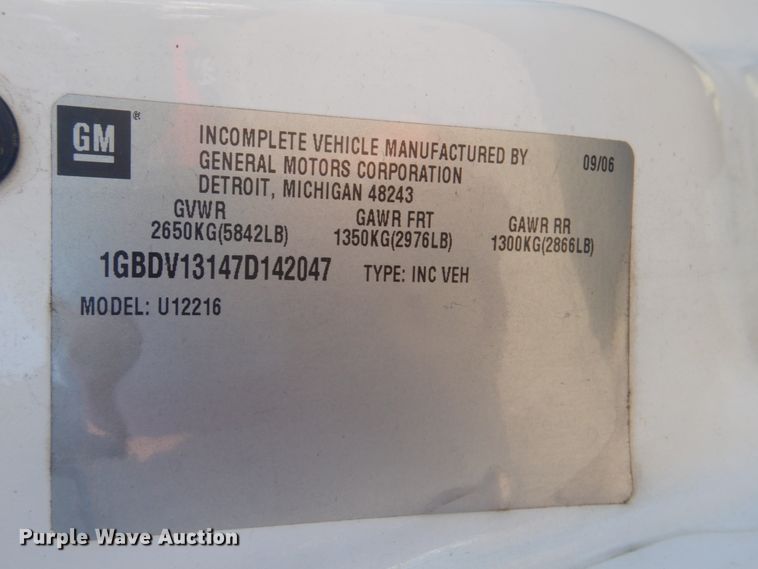 GM ®
INCOMPLETE VEHICLE MANUFACTURED BY 09/06
GENERAL MOTORS CORPORATION
DETROIT, MICHIGAN 48243
GVWR GAWR FRT GAWR RR
2650KG(5842LB) 1350KG(2976LB) 1300KG(2866LB)
1GBDV13147D142047 TYPE: INC VEH
MODEL: U12216
Purple Wave Auction